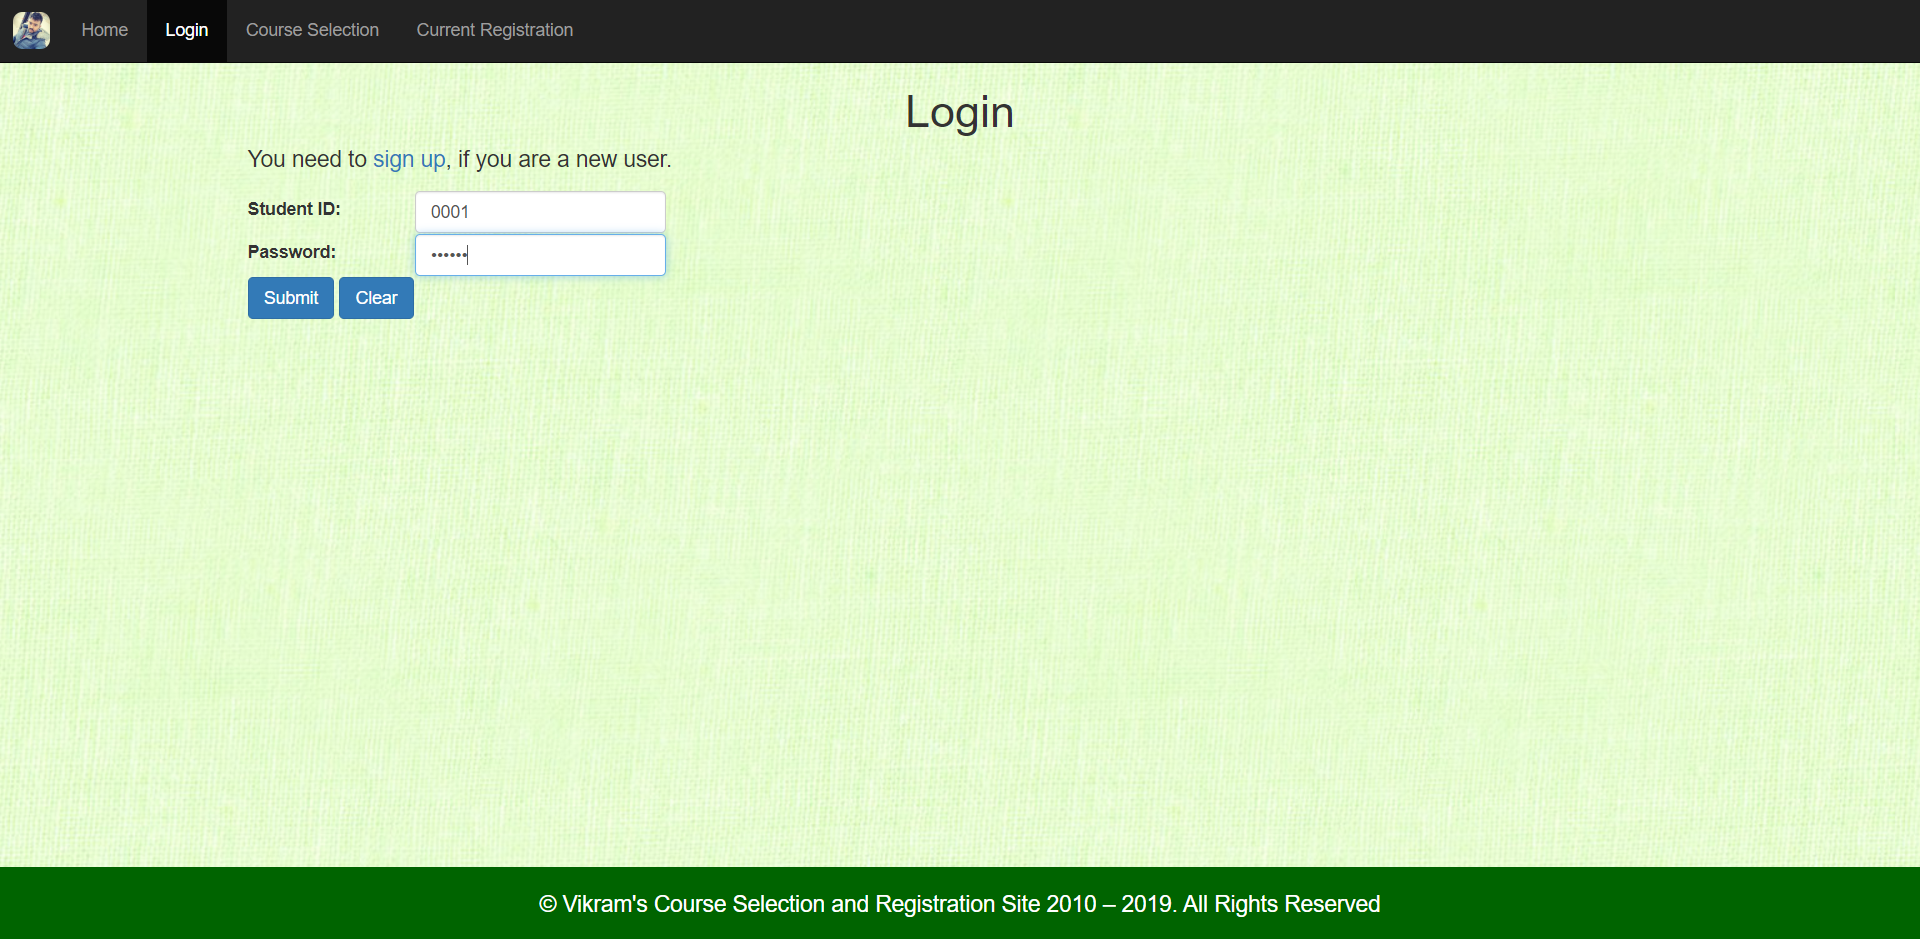 Home Login Course Selection Current Registration
Login
You need to sign up, if you are a new user.
Student ID: 0001
Password: ••••••
Submit Clear
© Vikram's Course Selection and Registration Site 2010 – 2019. All Rights Reserved